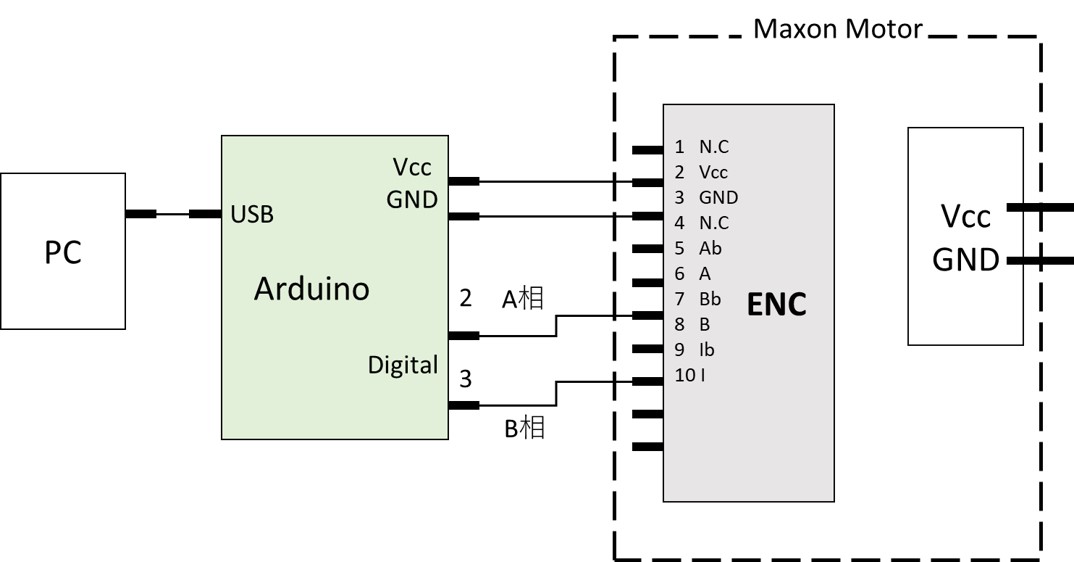 Maxon Motor
PC
USB
Arduino
Vcc
GND
Digital
2
A相
3
B相
1 N.C
2 Vcc
3 GND
4 N.C
5 Ab
6 A
7 Bb
8 B
9 Ib
10 I
ENC
Vcc
GND